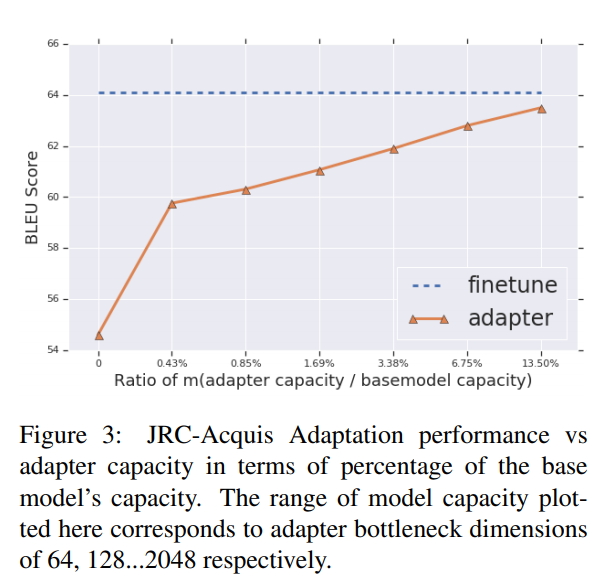 66
64
62
60
58
56
54
BLEU Score
finetune
adapter
0 0.43% 0.85% 1.69% 3.38% 6.75% 13.50%
Ratio of m(adapter capacity / basemodel capacity)
Figure 3: JRC-Acquis Adaptation performance vs
adapter capacity in terms of percentage of the base
model's capacity. The range of model capacity plot-
ted here corresponds to adapter bottleneck dimensions
of 64, 128...2048 respectively.